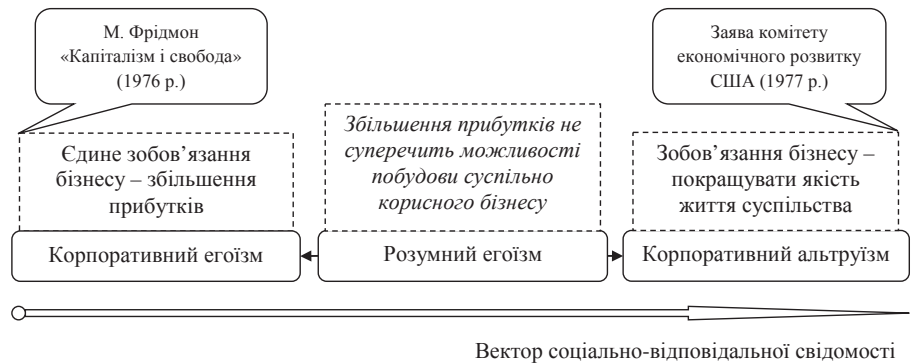 М. Фрідмон
«Капіталізм і свобода»
(1976 р.)
Заява комітету
економічного розвитку
США (1977 р.)
Єдине зобов’язання
бізнесу – збільшення
прибутків
Збільшення прибутків не
суперечить можливості
побудови суспільно
корисного бізнесу
Зобов’язання бізнесу –
покращувати якість
життя суспільства
Корпоративний егоїзм
Розумний егоїзм
Корпоративний альтруїзм
Вектор соціально-відповідальної свідомості